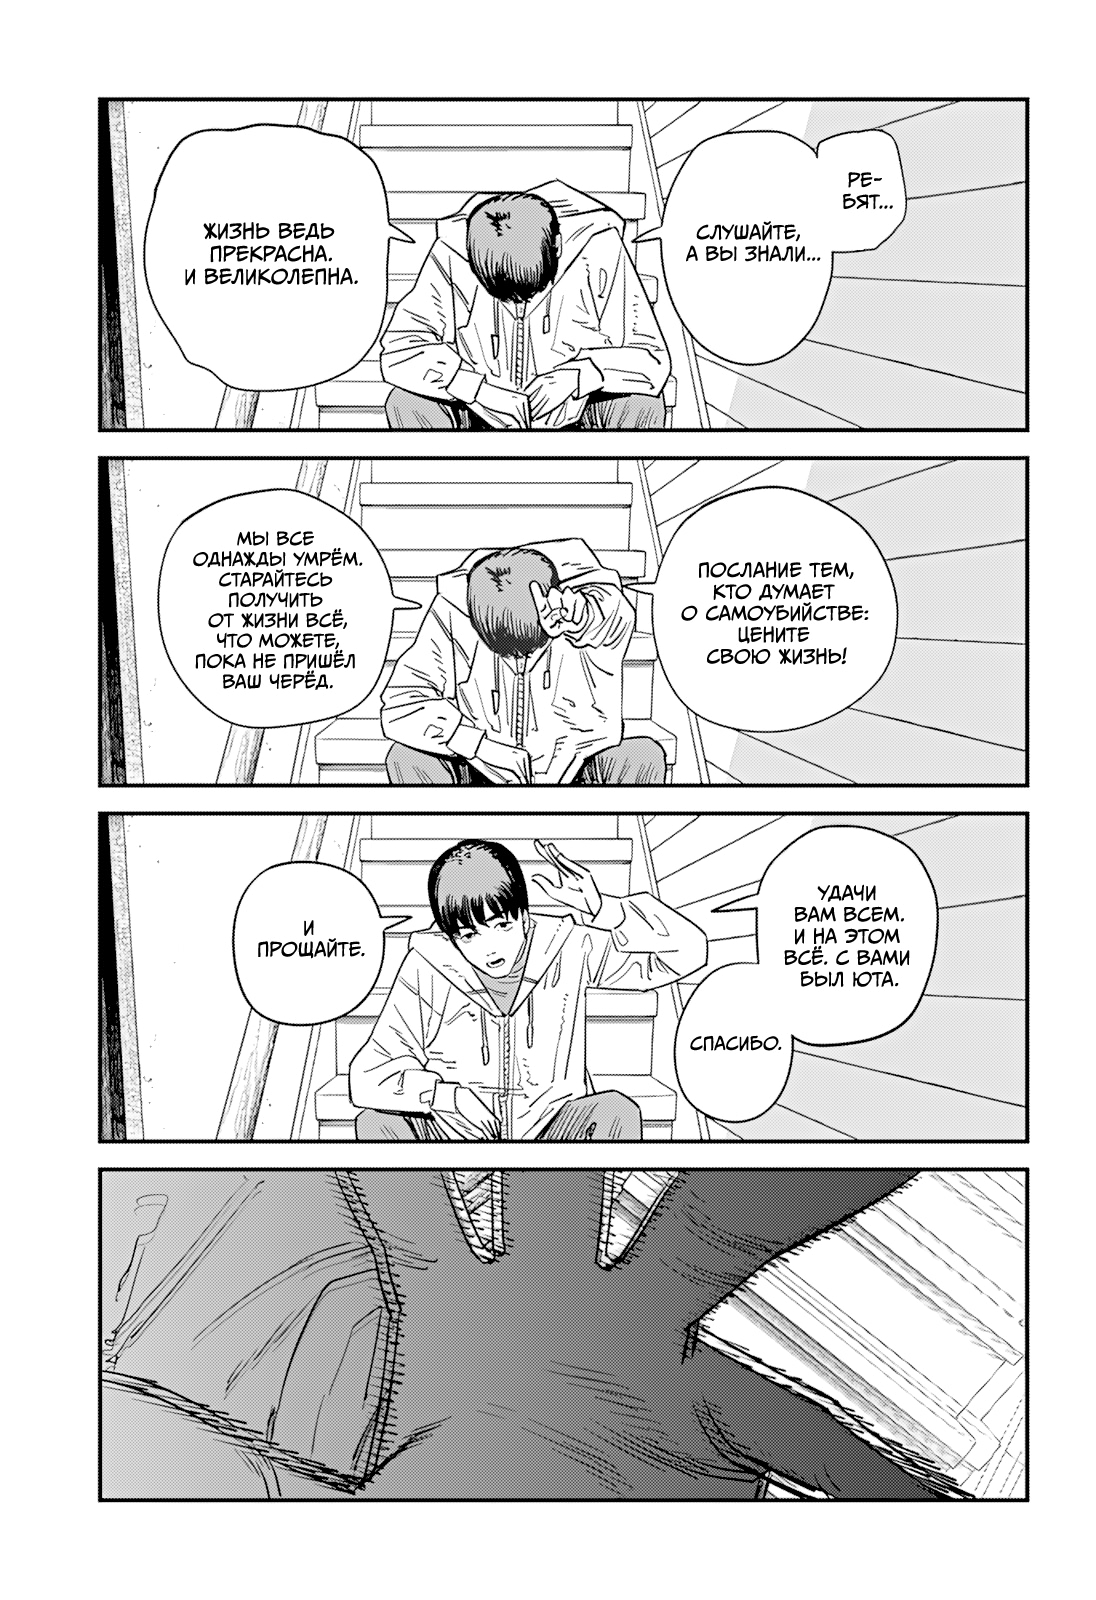 РЕ-
БЯТ...
СЛУШАЙТЕ,
А ВЫ ЗНАЛИ...
ЖИЗНЬ ВЕДЬ
ПРЕКРАСНА.
И ВЕЛИКОЛЕПНА.
ПОСЛАНИЕ ТЕМ,
КТО ДУМАЕТ
О САМОУБИЙСТВЕ:
ЦЕНИТЕ
СВОЮ ЖИЗНЬ!
МЫ ВСЕ
ОДНАЖДЫ УМРЁМ.
СТАРАЙТЕСЬ
ПОЛУЧИТЬ
ОТ ЖИЗНИ ВСЁ,
ЧТО МОЖЕТЕ,
ПОКА НЕ ПРИШЁЛ
ВАШ ЧЕРЁД.
УДАЧИ
ВАМ ВСЕМ.
И НА ЭТОМ
ВСЁ. С ВАМИ
БЫЛ ЮТА.
СПАСИБО.
И
ПРОЩАЙТЕ.